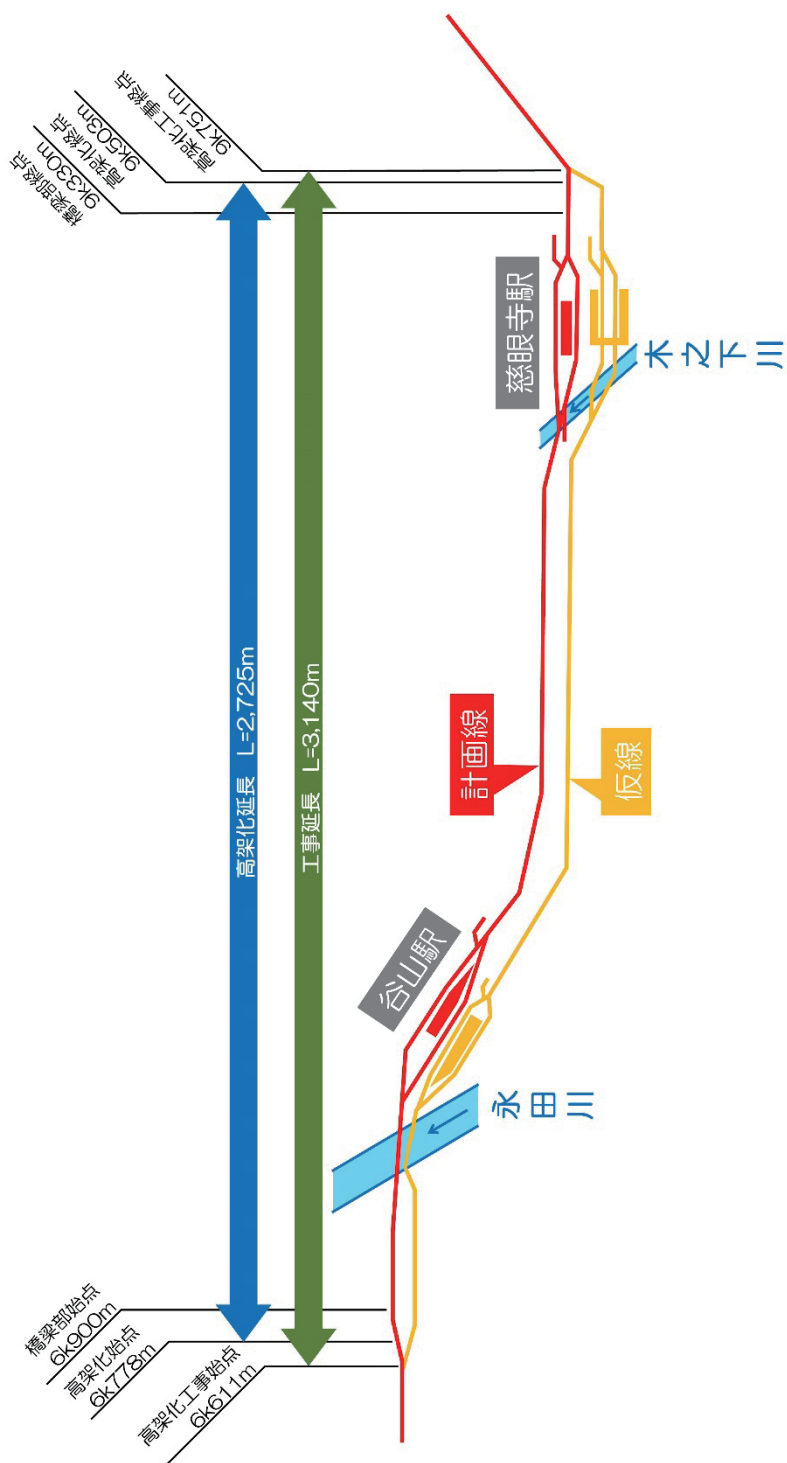 橋梁部終点
9k330m
高架化終点
9k503m
高架化工事終点
9k751m
高架化延長 L=2,725m
工事延長 L=3,140m
慈眼寺駅
木之下川
計画線
仮線
谷山駅
永田川
橋梁部始点
6k900m
高架化始点
6k778m
高架化工事始点
6k611m